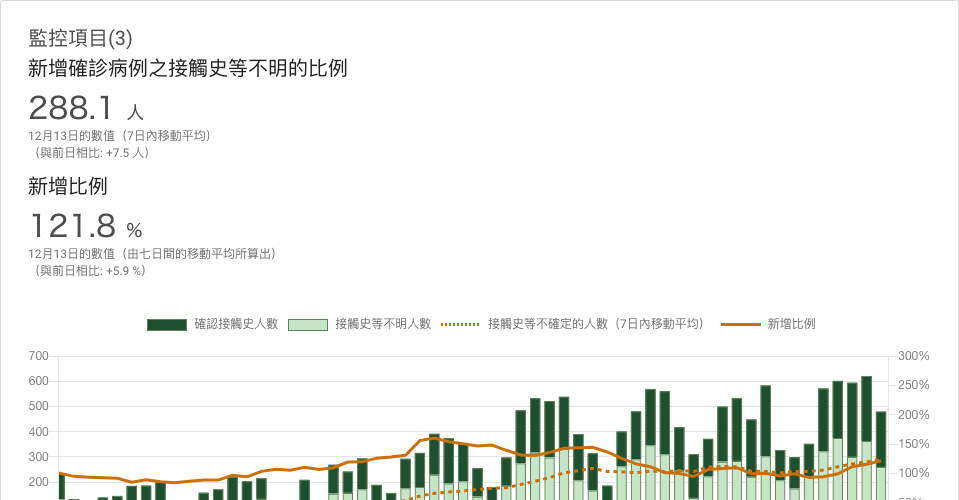 監控項目(3)
新增確診病例之接觸史等不明的比例
288.1 人
12月13日的數值（7日內移動平均）
（與前日相比: +7.5 人）
新增比例
121.8 %
12月13日的數值（由七日間的移動平均所算出）
（與前日相比: +5.9 %）
確認接觸史人數 接觸史等不明人數 接觸史等不確定的人數（7日內移動平均） 新增比例
700 300%
600 250%
500 200%
400 150%
300 100%
200